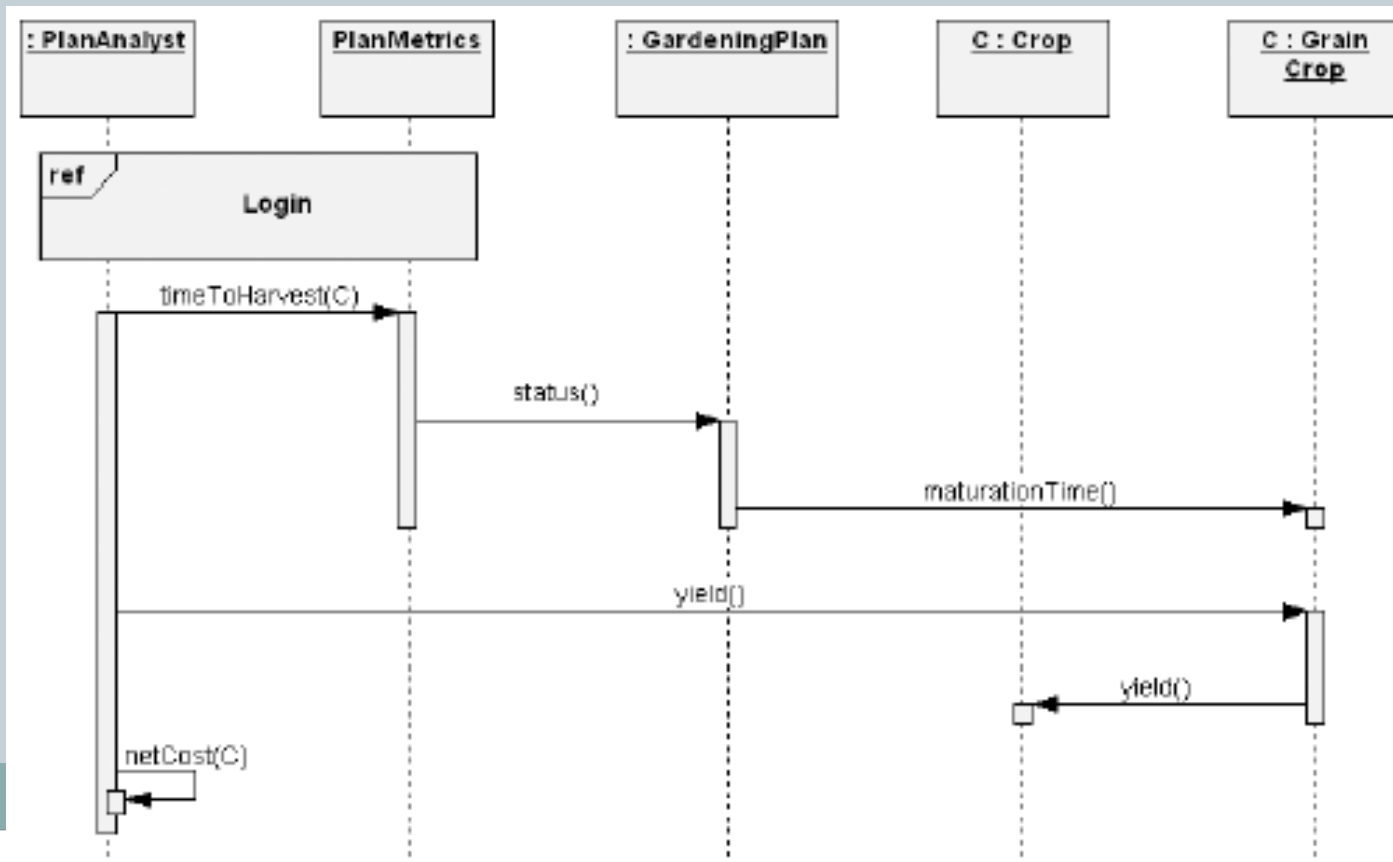 : PlanAnalyst
PlanMetrics
: GardeningPlan
C : Crop
C : Grain
Crop
ref
Login
timeToHarvest(C)
status()
maturationTime()
yield()
yield()
netCost(C)